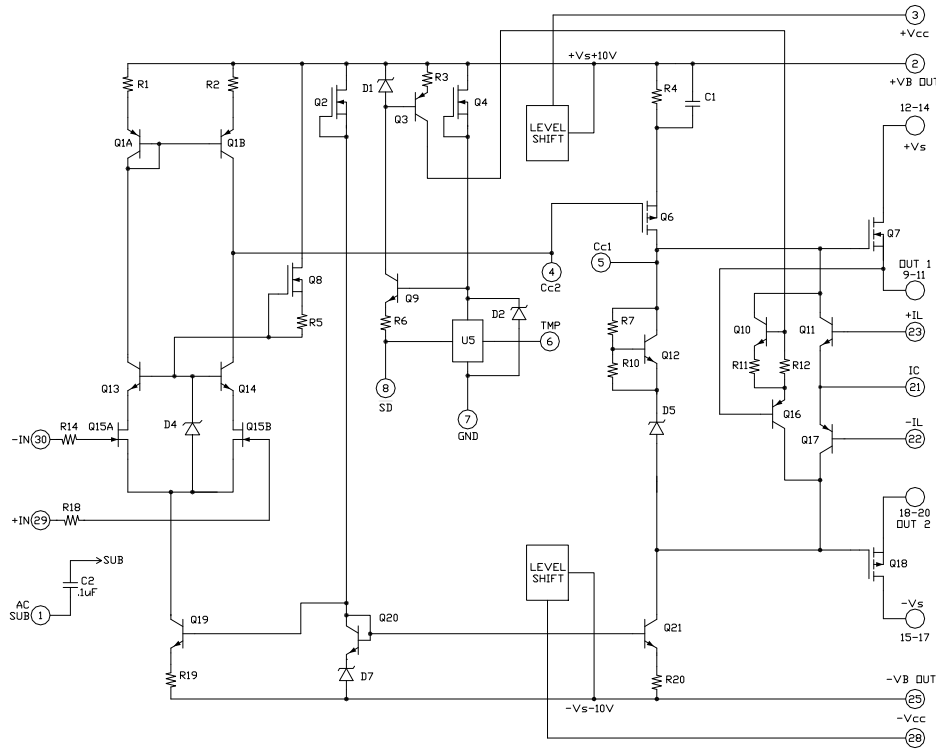 3
+Vcc
+Vs+10V
2
+VB OUT
R1
R2
Q2
D1
R3
Q3
Q4
LEVEL
SHIFT
R4
C1
12-14
+Vs
Q1A
Q1B
Q6
Q7
Cc1
5
4
Cc2
OUT 1
9-11
Q8
R5
Q9
R6
D2
U5
TMP
6
R7
R10
Q12
Q10
Q11
+IL
23
R11
R12
IC
21
Q13
Q14
8
SD
7
GND
D5
Q16
Q17
-IL
22
-IN 30
R14
Q15A
D4
Q15B
+IN 29
R18
18-20
OUT 2
SUB
C2
.1uF
AC
SUB 1
LEVEL
SHIFT
Q18
-Vs
15-17
Q19
Q20
Q21
R19
D7
R20
-VB OUT
25
-Vs-10V
-Vcc
28